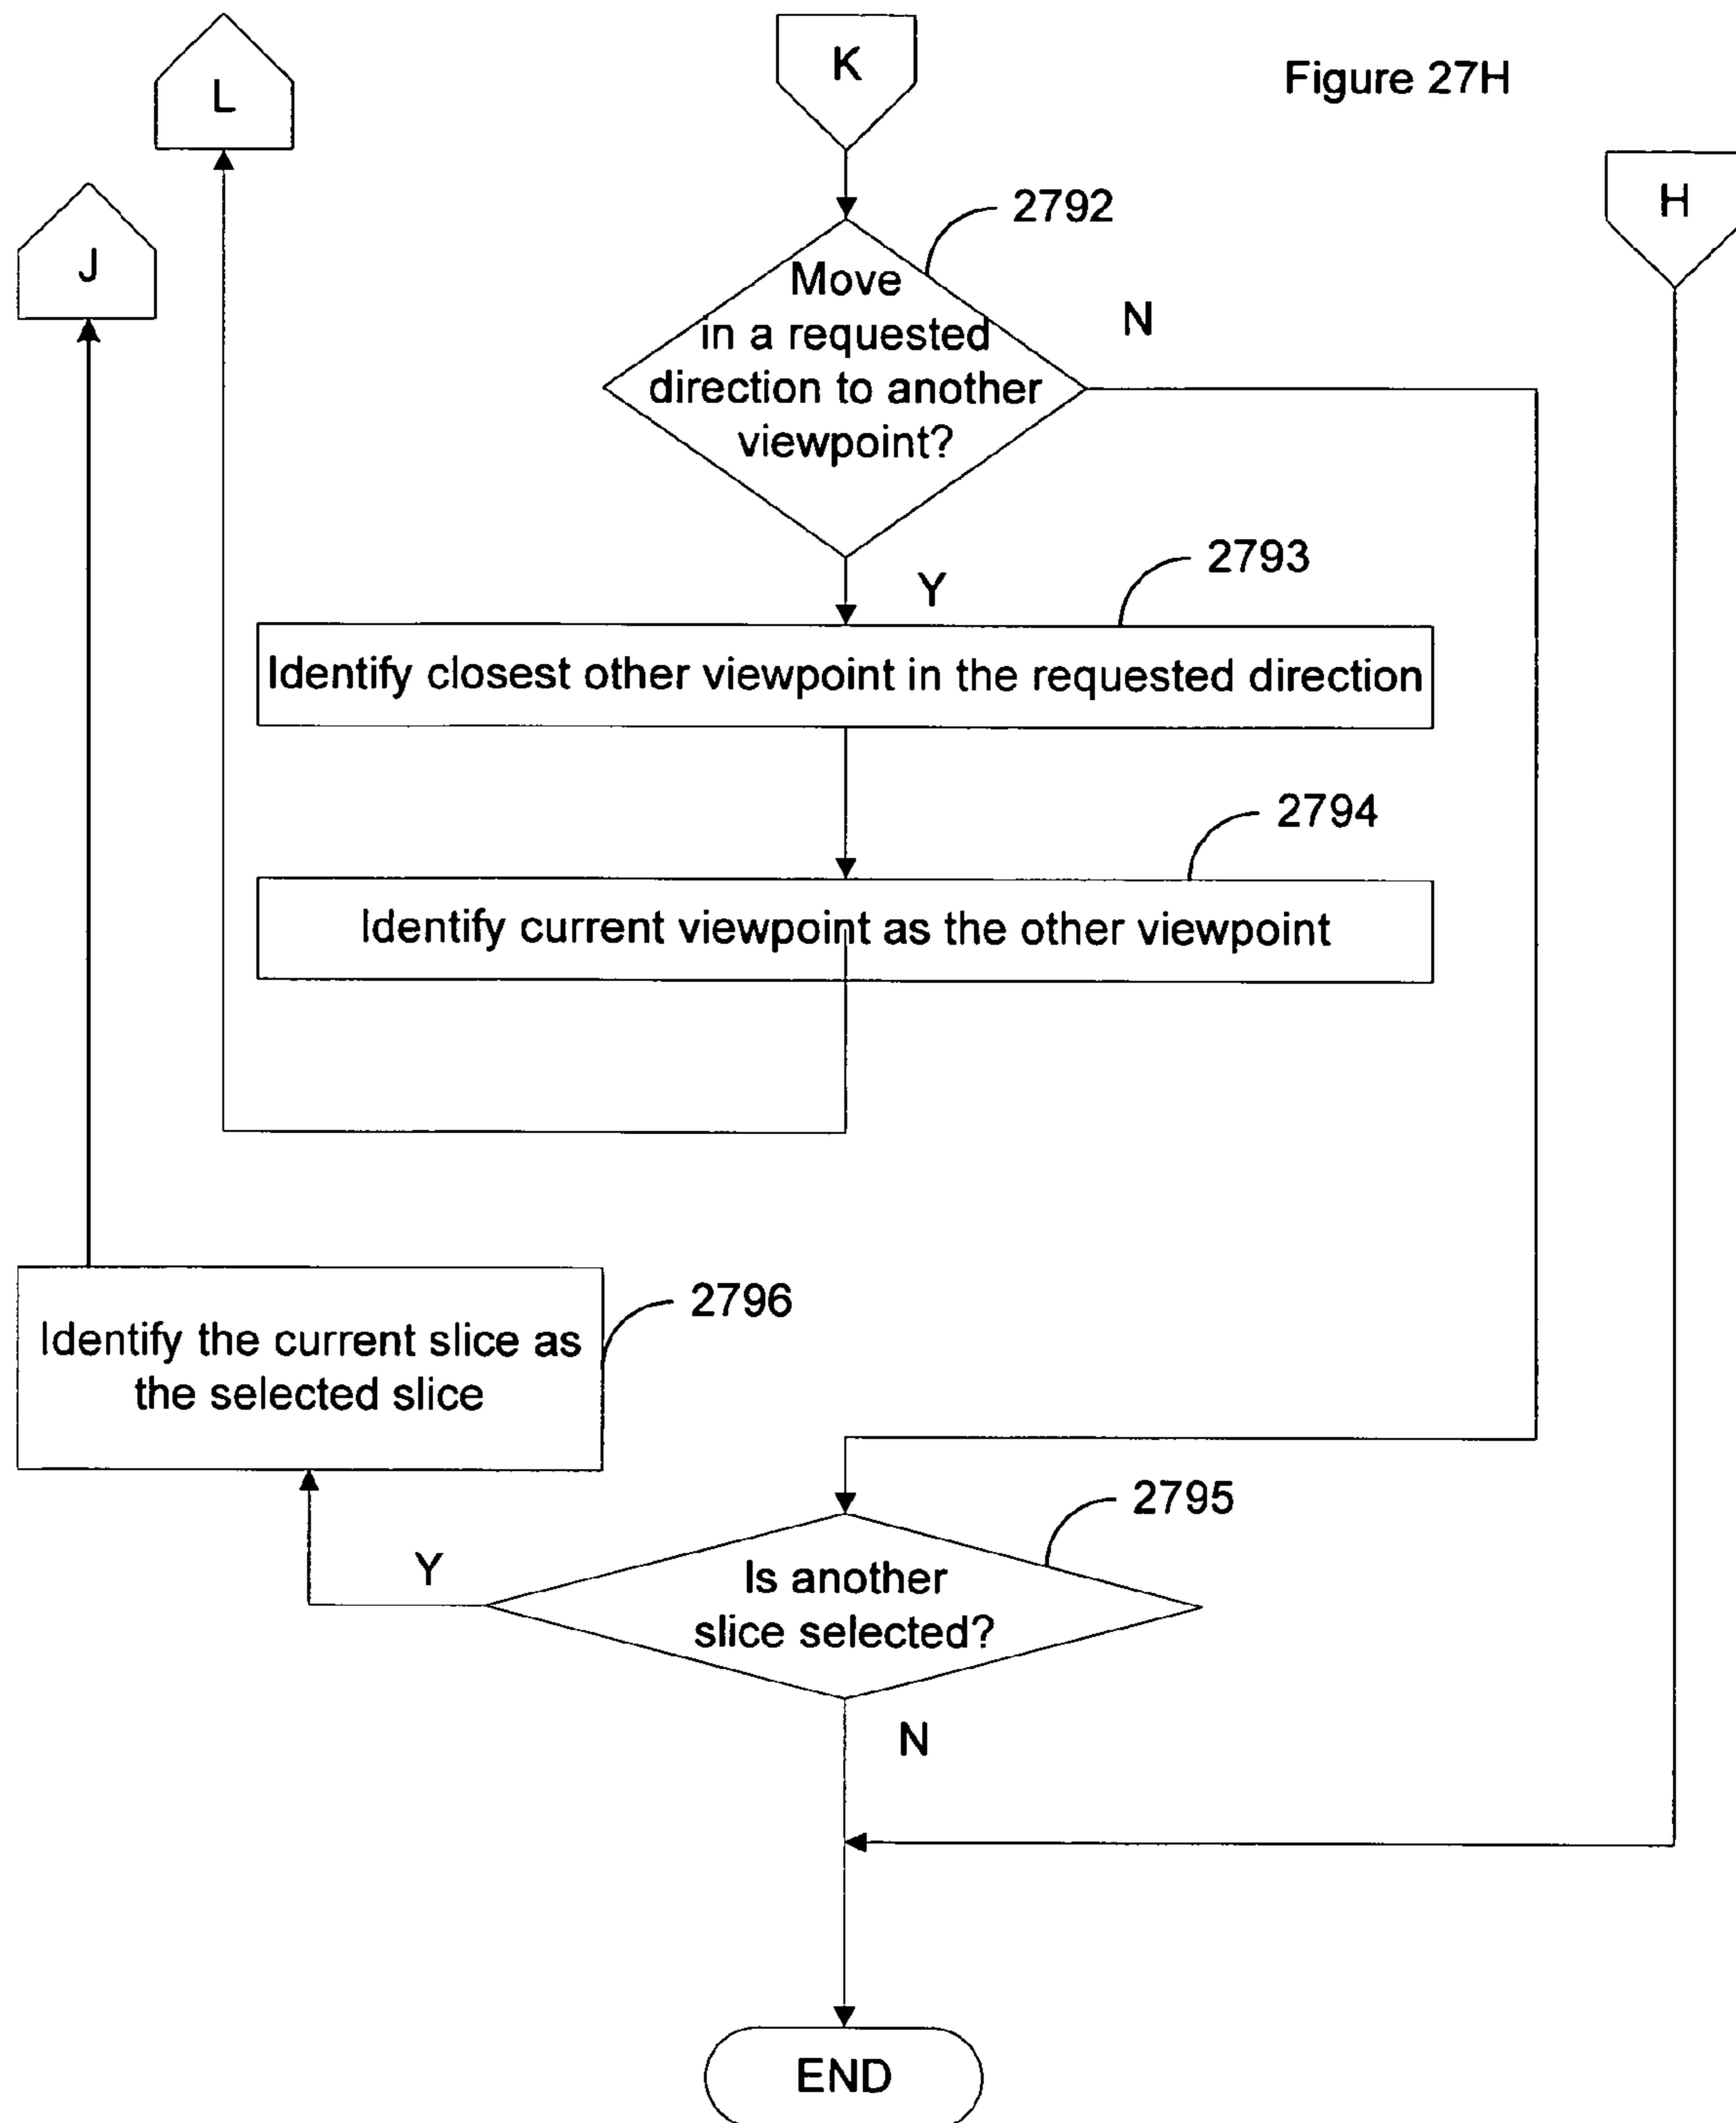 K
Figure 27H
L
H
J
2792
Move
in a requested
direction to another
viewpoint?
N
2793
Y
Identify closest other viewpoint in the requested direction
2794
Identify current viewpoint as the other viewpoint
2796
Identify the current slice as
the selected slice
2795
Y
Is another
slice selected?
N
END